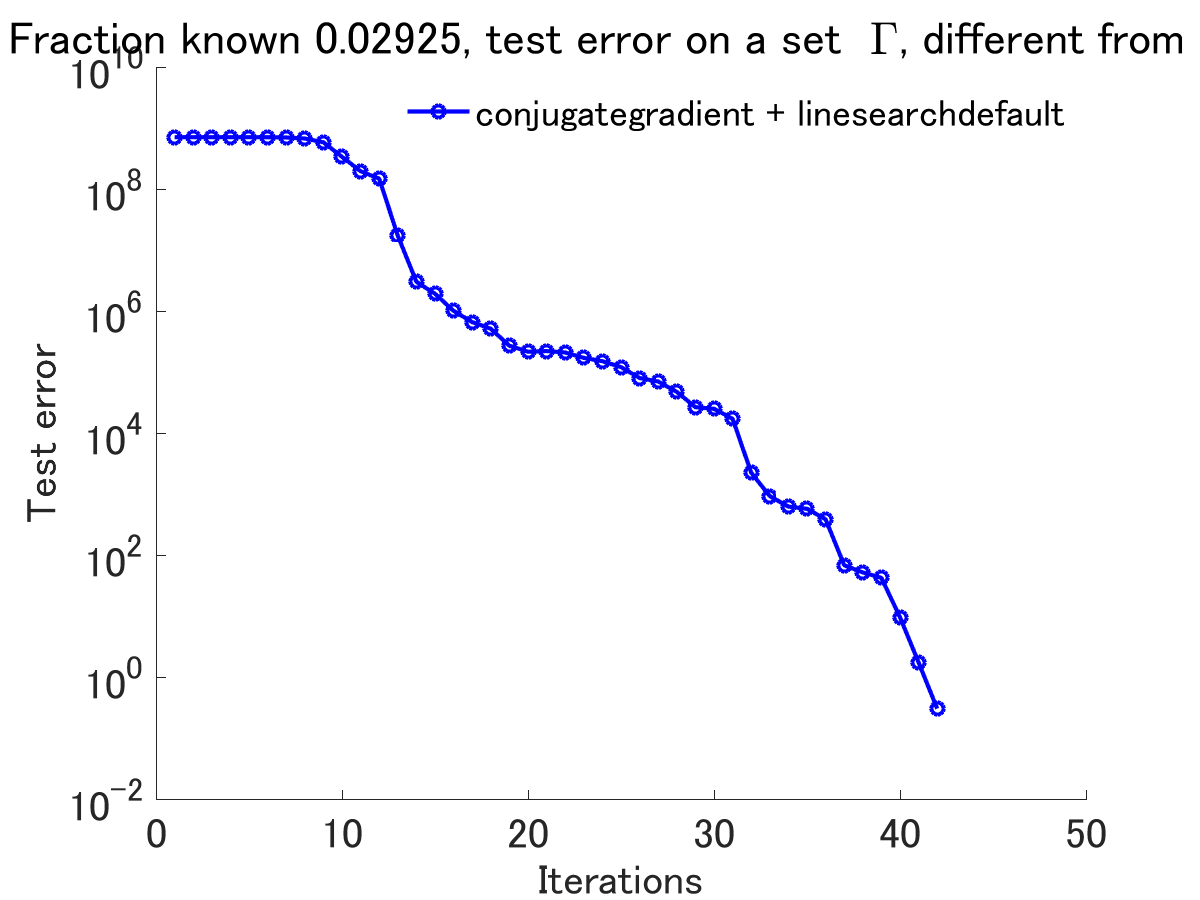 Fraction known 0.02925, test error on a set Γ, different from
10^10
conjugategradient + linesearchdefault
10^8
10^6
10^4
10^2
10^0
10^−2
Test error
0 10 20 30 40 50
Iterations